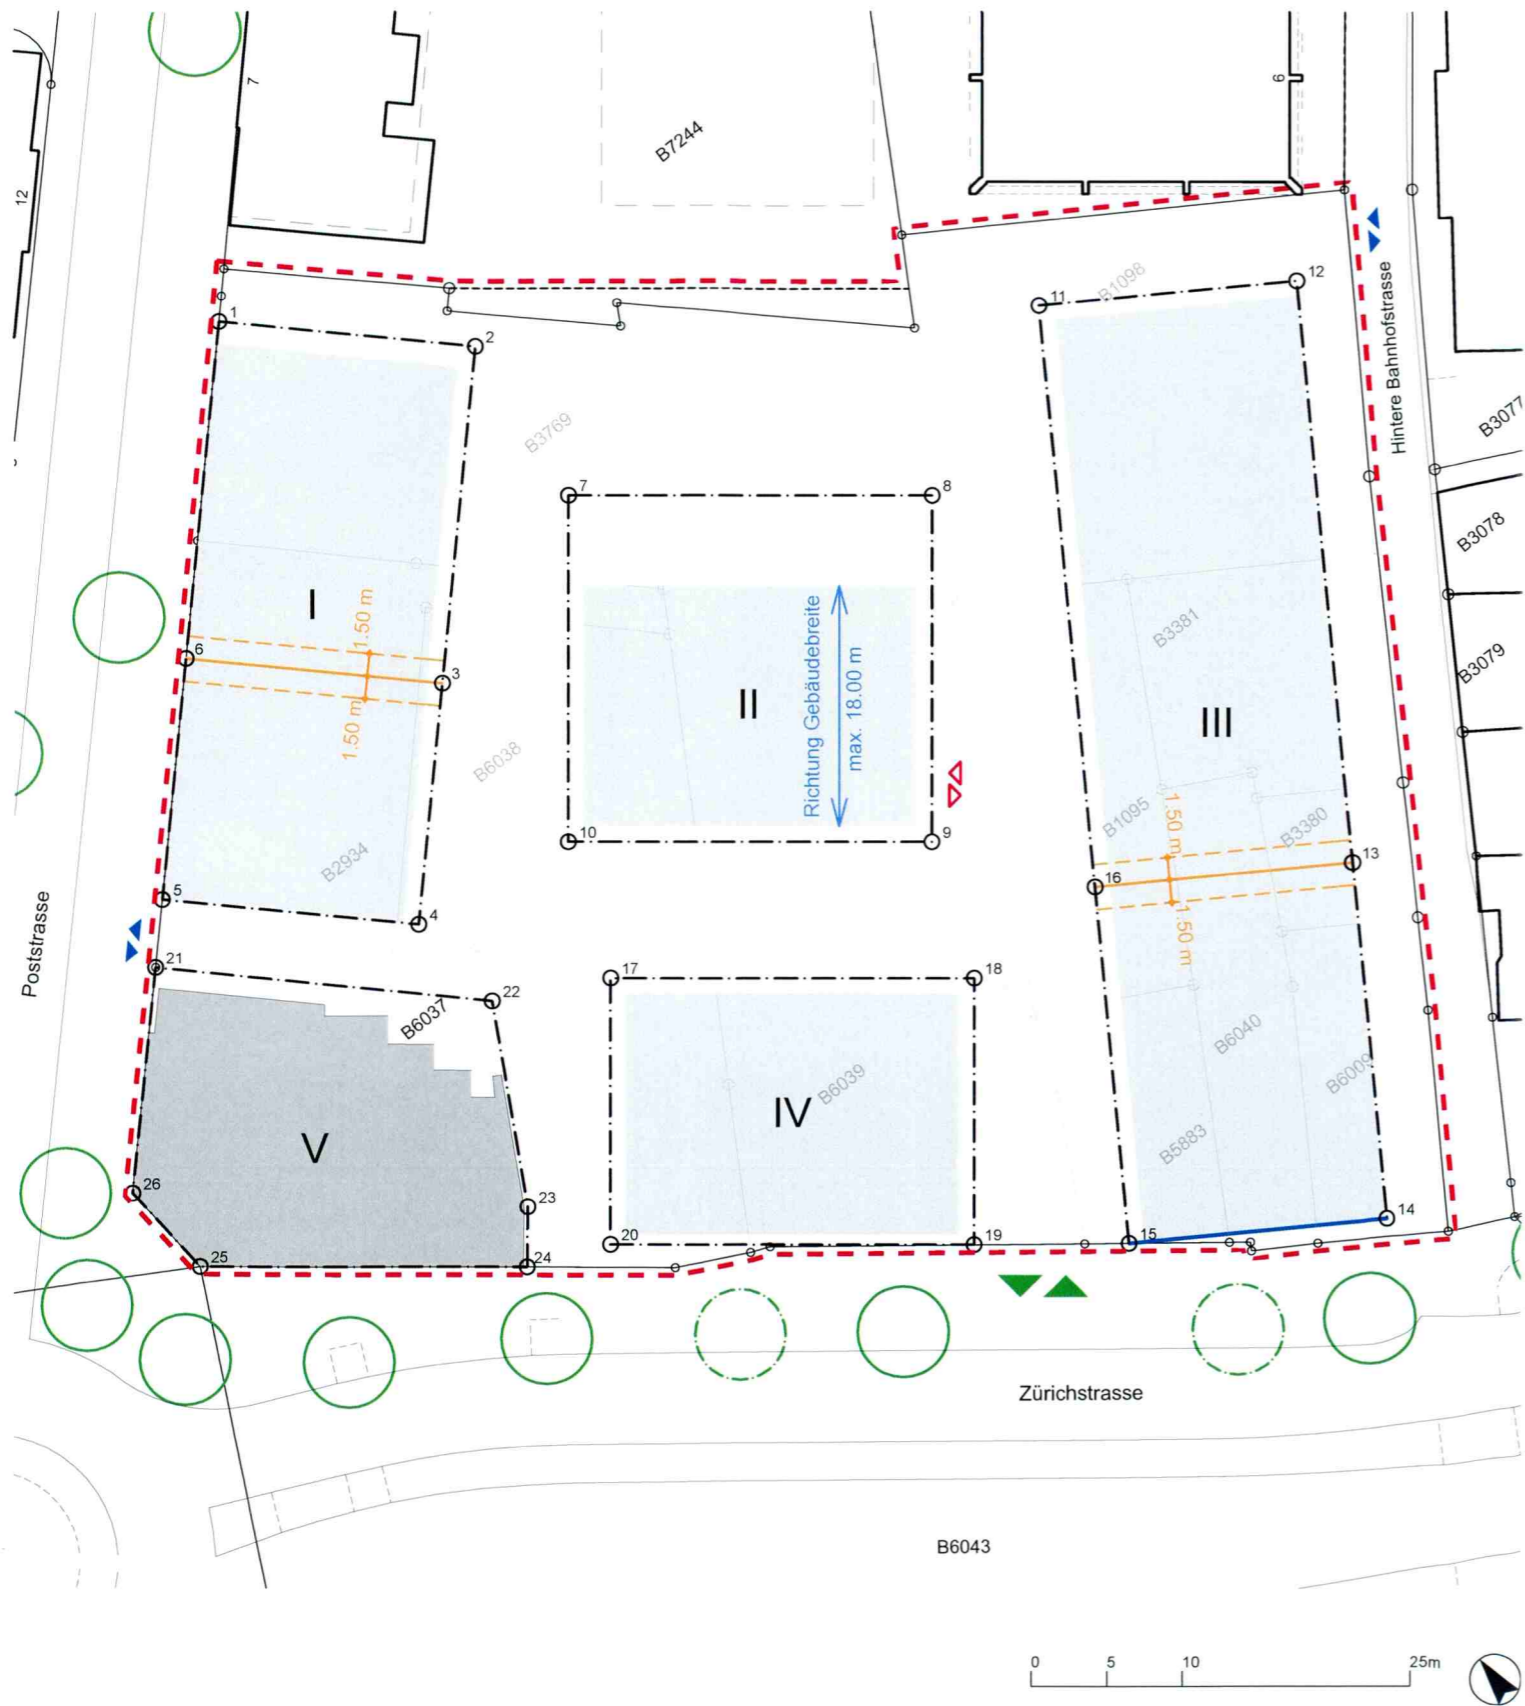 7
6
12
B7244
1
2
11
B1098
12
Hintere Bahnhofstrasse
B3077
B3769
7
8
B3078
I
1.50 m
6
3
1.50 m
II
Richtung Gebäudebreite
max. 18.00 m
III
B3381
B3079
B6038
B1095
1.50 m
B3380
13
16
1.50 m
10
9
B2934
5
4
Poststrasse
21
22
B6037
17
18
B6040
B6009
B6039
IV
V
B5883
26
23
25
24
20
19
15
14
Zürichstrasse
B6043
0
5
10
25m